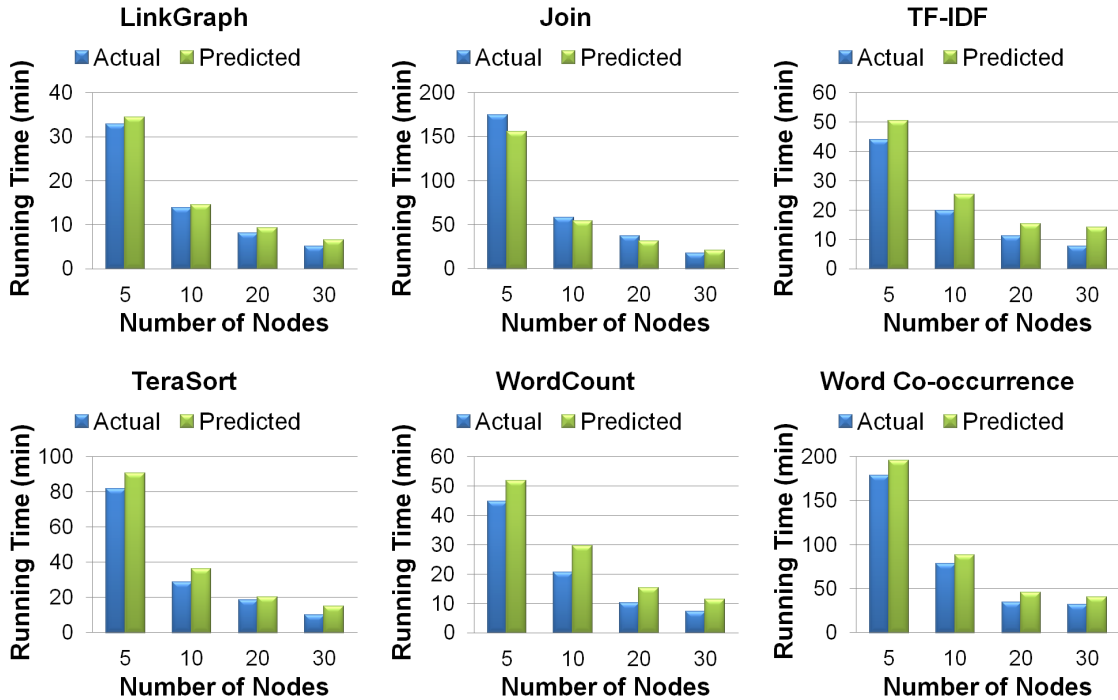 LinkGraph
Actual Predicted
Running Time (min)
40
30
20
10
0
5 10 20 30
Number of Nodes
Join
Actual Predicted
Running Time (min)
200
150
100
50
0
5 10 20 30
Number of Nodes
TF-IDF
Actual Predicted
Running Time (min)
60
50
40
30
20
10
0
5 10 20 30
Number of Nodes
TeraSort
Actual Predicted
Running Time (min)
100
80
60
40
20
0
5 10 20 30
Number of Nodes
WordCount
Actual Predicted
Running Time (min)
60
50
40
30
20
10
0
5 10 20 30
Number of Nodes
Word Co-occurrence
Actual Predicted
Running Time (min)
200
150
100
50
0
5 10 20 30
Number of Nodes